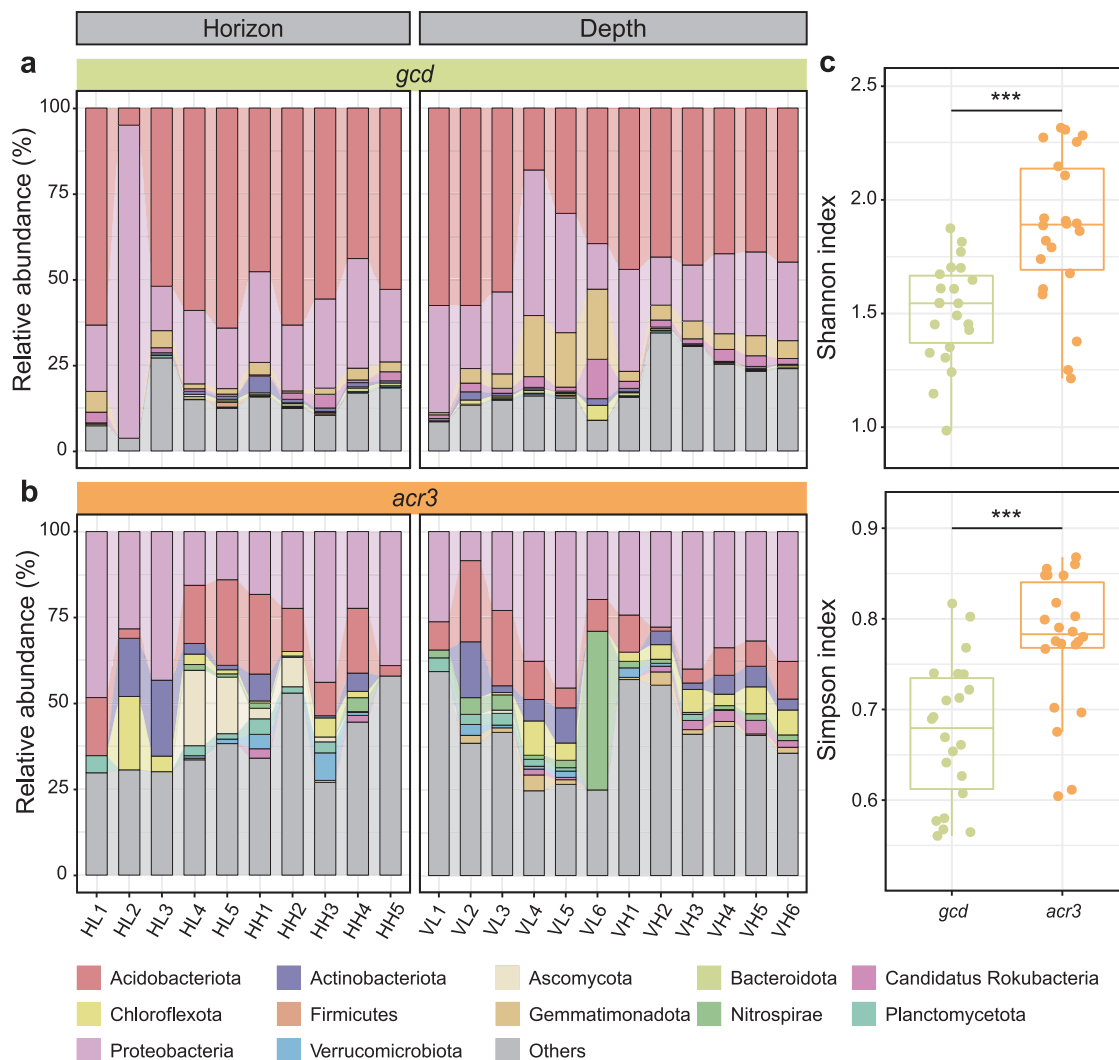 Horizon Depth
a gcd c
Relative abundance (%)
100
75
50
25
0
Shannon index
2.5
2.0
1.5
1.0
***
b acr3
Relative abundance (%)
100
75
50
25
0
HL1 HL2 HL3 HL4 HL5 HH1 HH2 HH3 HH4 HH5 VL1 VL2 VL3 VL4 VL5 VL6 VH1 VH2 VH3 VH4 VH5 VH6
Simpson index
0.9
0.8
0.7
0.6
***
gcd acr3
Acidobacteriota Actinobacteriota Ascomycota Bacteroidota Candidatus Rokubacteria
Chloroflexota Firmicutes Gemmatimonadota Nitrospirae Planctomycetota
Proteobacteria Verrucomicrobiota Others